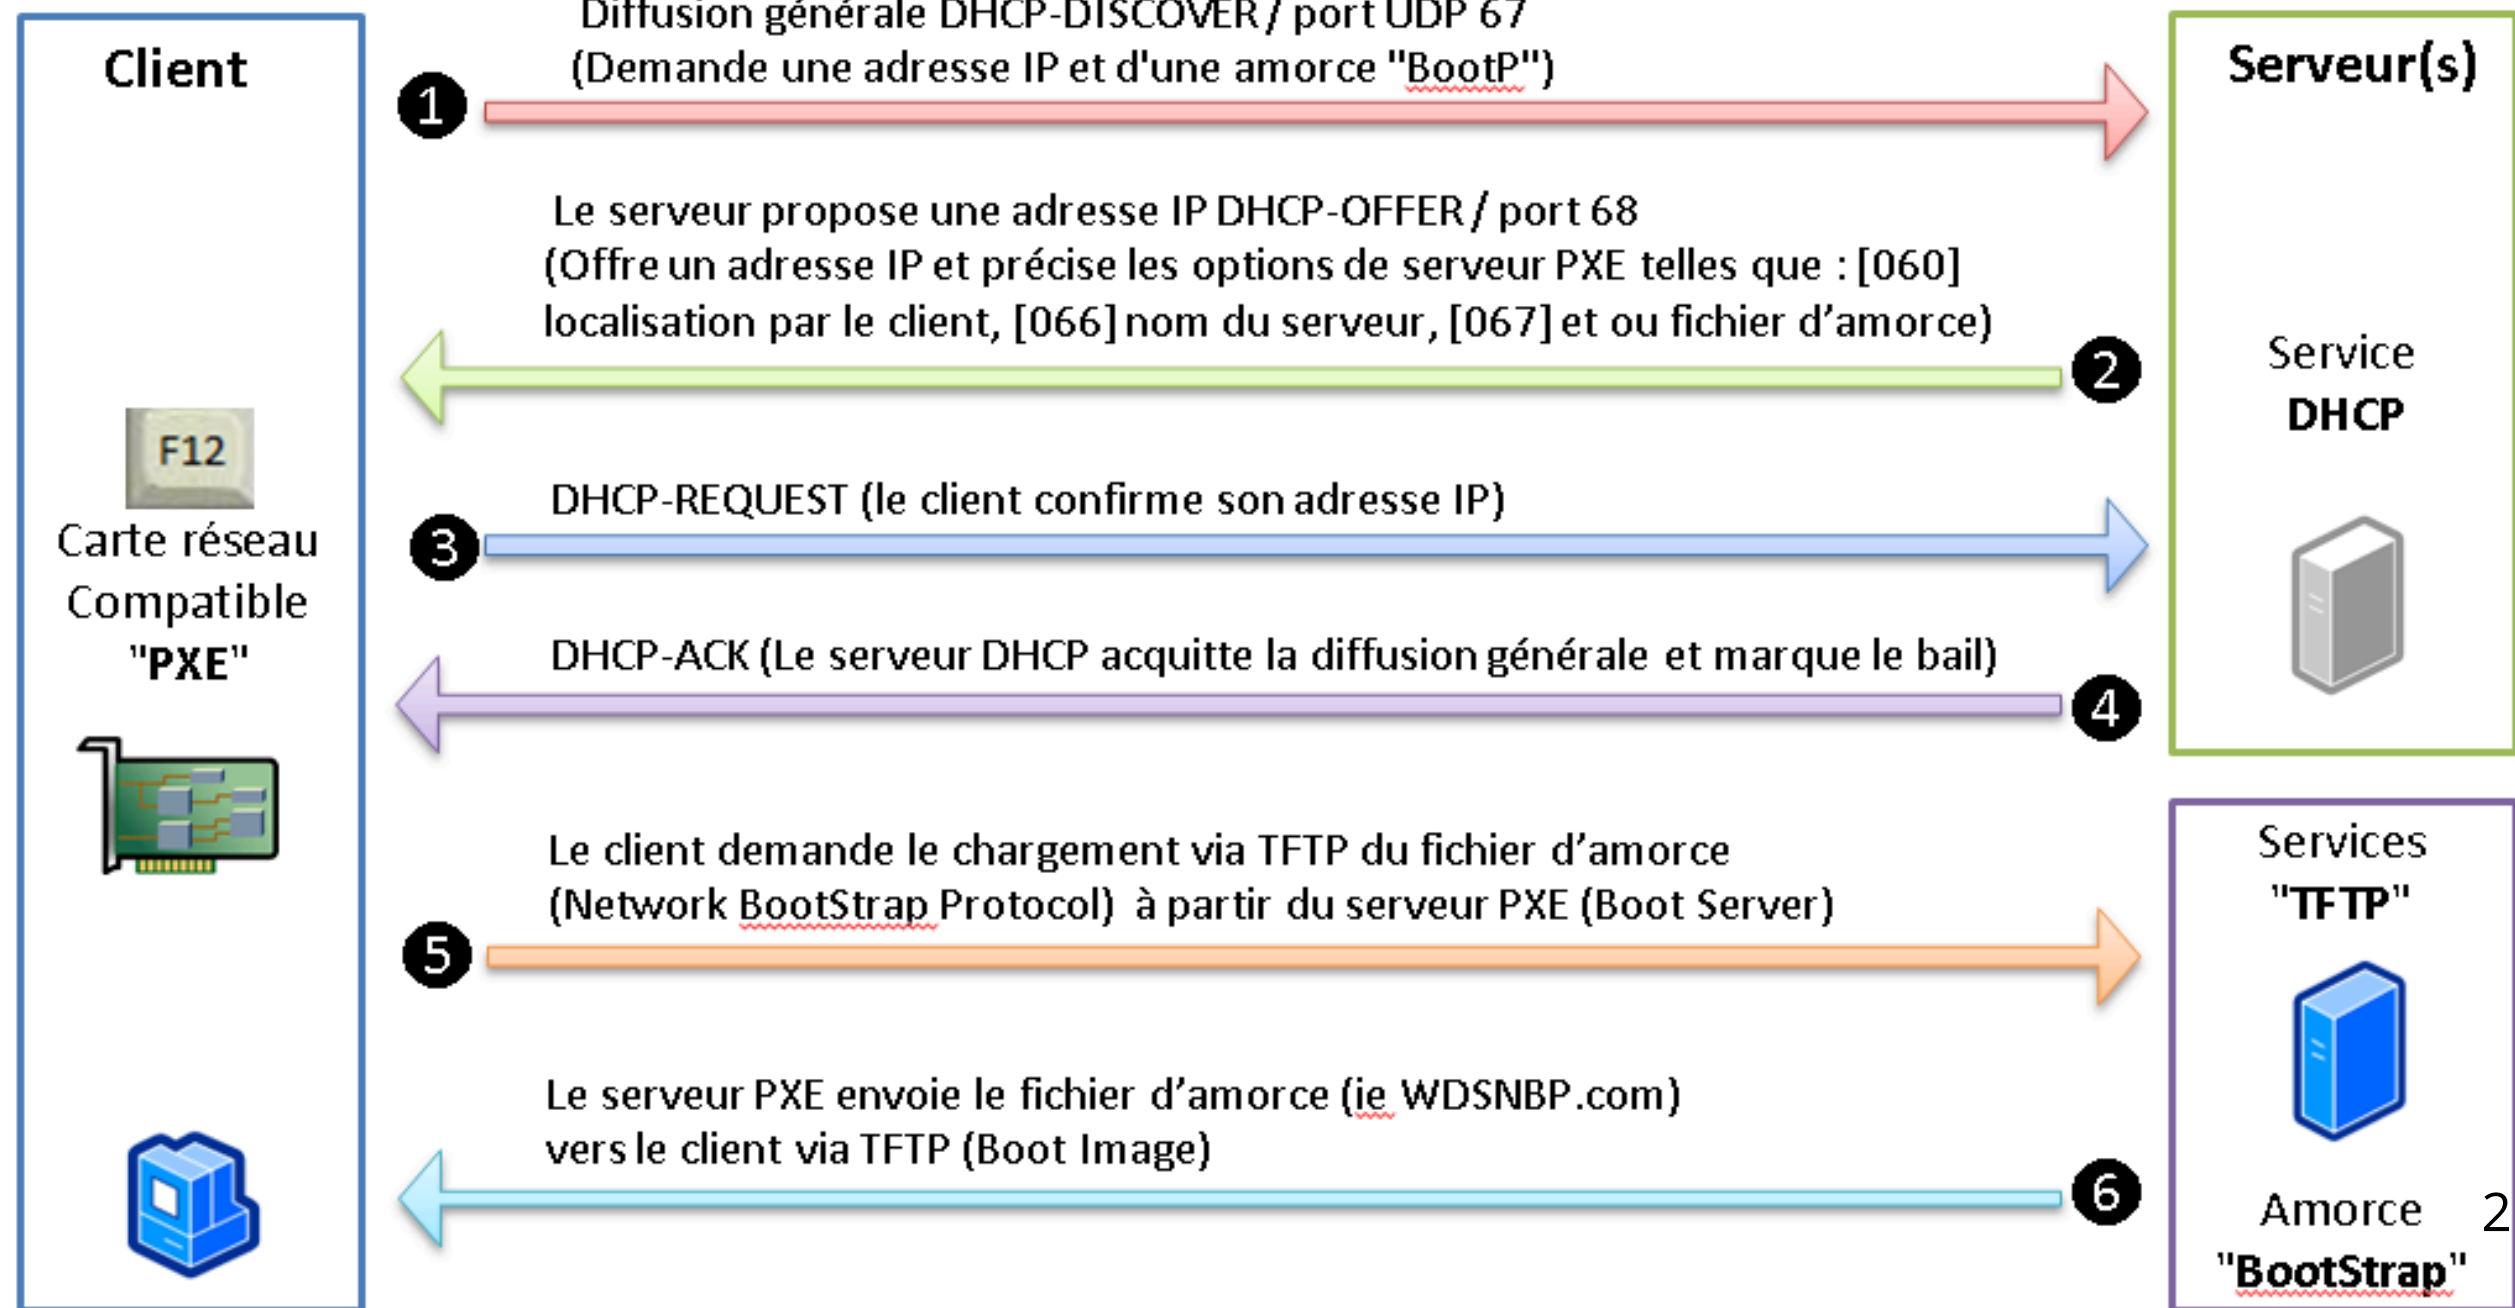 Client
F12
Carte réseau
Compatible
"PXE"
Diffusion générale DHCP-DISCOVER / port UDP 67
(Demande une adresse IP et d'une amorce "BootP")
1
Le serveur propose une adresse IP DHCP-OFFER / port 68
(Offre un adresse IP et précise les options de serveur PXE telles que : [060]
localisation par le client, [066] nom du serveur, [067] et ou fichier d’amorce)
2
DHCP-REQUEST (le client confirme son adresse IP)
3
DHCP-ACK (Le serveur DHCP acquitte la diffusion générale et marque le bail)
4
Le client demande le chargement via TFTP du fichier d’amorce
(Network BootStrap Protocol) à partir du serveur PXE (Boot Server)
5
Le serveur PXE envoie le fichier d’amorce (ie WDSNBP.com)
vers le client via TFTP (Boot Image)
6
Serveur(s)
Service
DHCP
Services
"TFTP"
Amorce
"BootStrap"
2